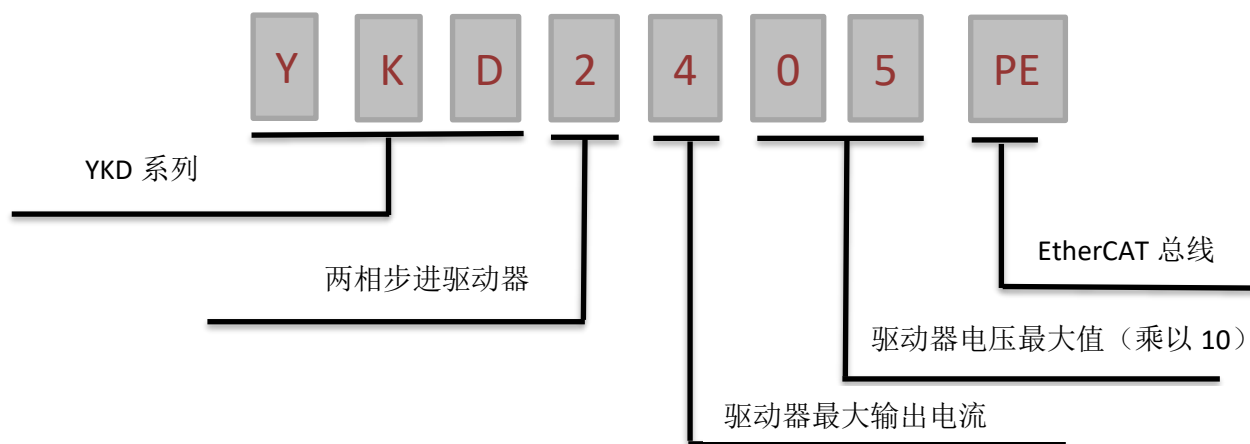 Y K D 2 4 0 5 PE
YKD 系列
EtherCAT 总线
两相步进驱动器
驱动器电压最大值（乘以 10）
驱动器最大输出电流